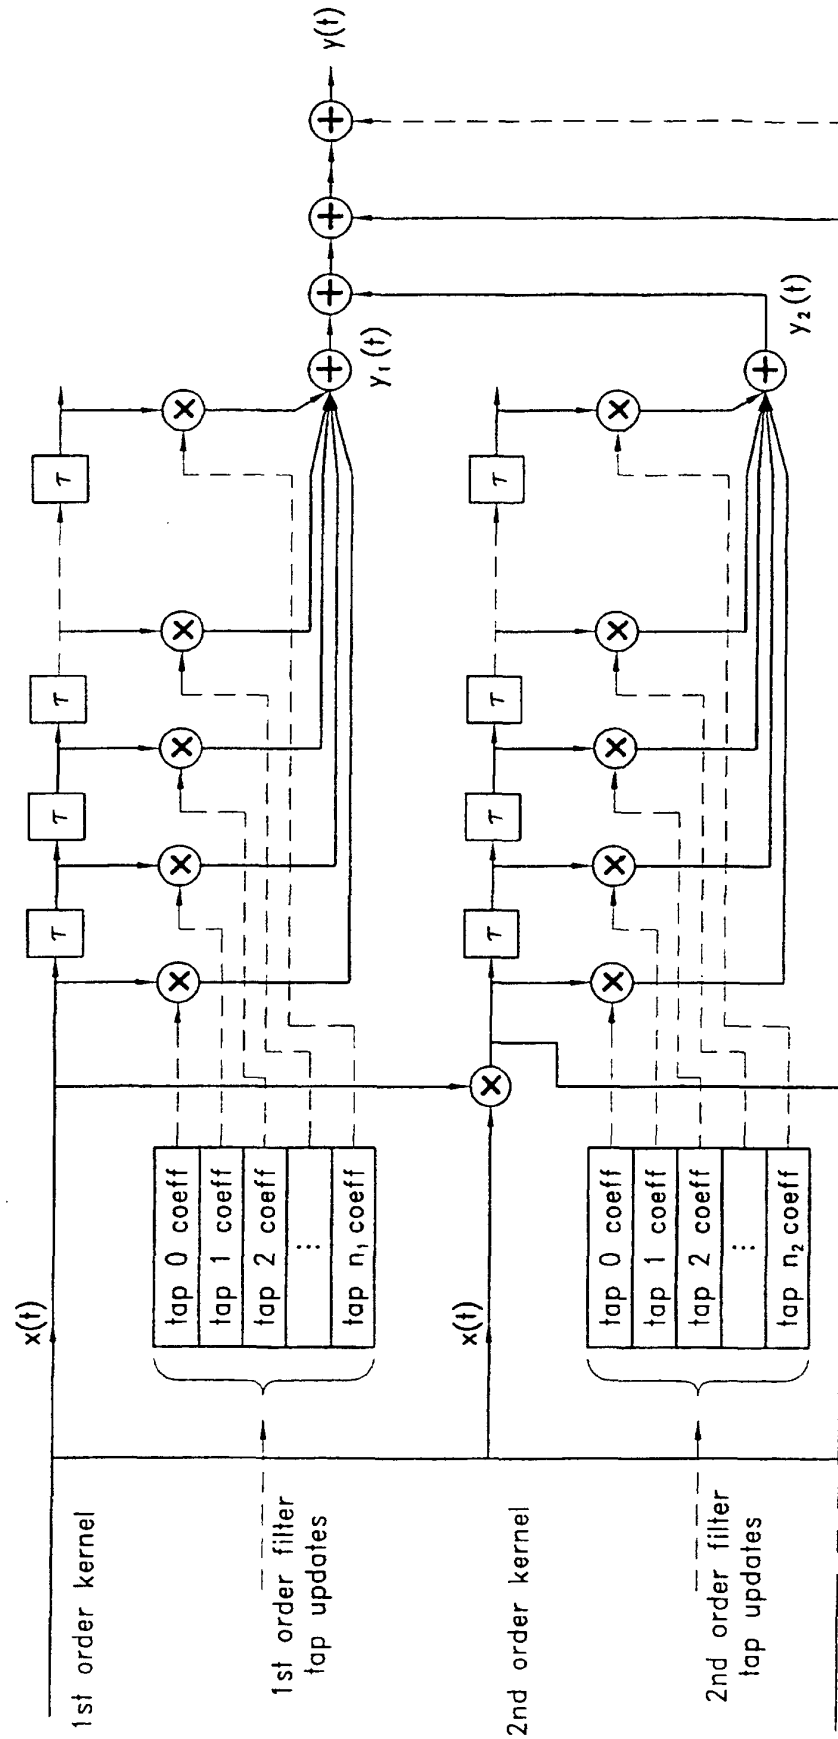 1st order kernel
x(t)
τ
τ
τ
τ
1st order filter
tap updates
tap 0 coeff
tap 1 coeff
tap 2 coeff
...
tap n₁ coeff
y₁(t)
y(t)
2nd order kernel
x(t)
τ
τ
τ
τ
2nd order filter
tap updates
tap 0 coeff
tap 1 coeff
tap 2 coeff
...
tap n₂ coeff
y₂(t)